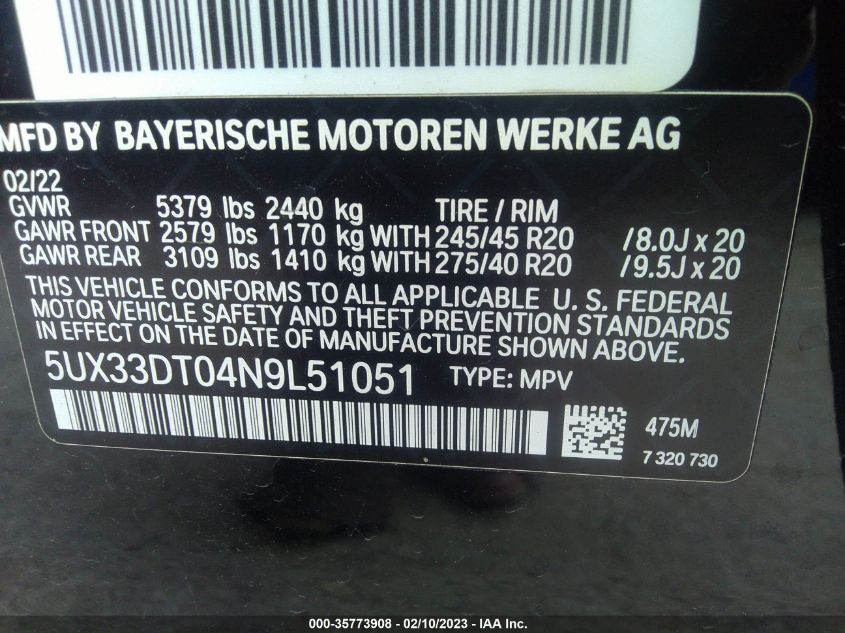 MFD BY BAYERISCHE MOTOREN WERKE AG
02/22
GVWR 5379 lbs 2440 kg TIRE / RIM
GAWR FRONT 2579 lbs 1170 kg WITH 245/45 R20 /8.0J x 20
GAWR REAR 3109 lbs 1410 kg WITH 275/40 R20 /9.5J x 20
THIS VEHICLE CONFORMS TO ALL APPLICABLE U. S. FEDERAL
MOTOR VEHICLE SAFETY AND THEFT PREVENTION STANDARDS
IN EFFECT ON THE DATE OF MANUFACTURE SHOWN ABOVE.
5UX33DT04N9L51051 TYPE: MPV
475M
7 320 730
000-35773908 - 02/10/2023 - IAA Inc.